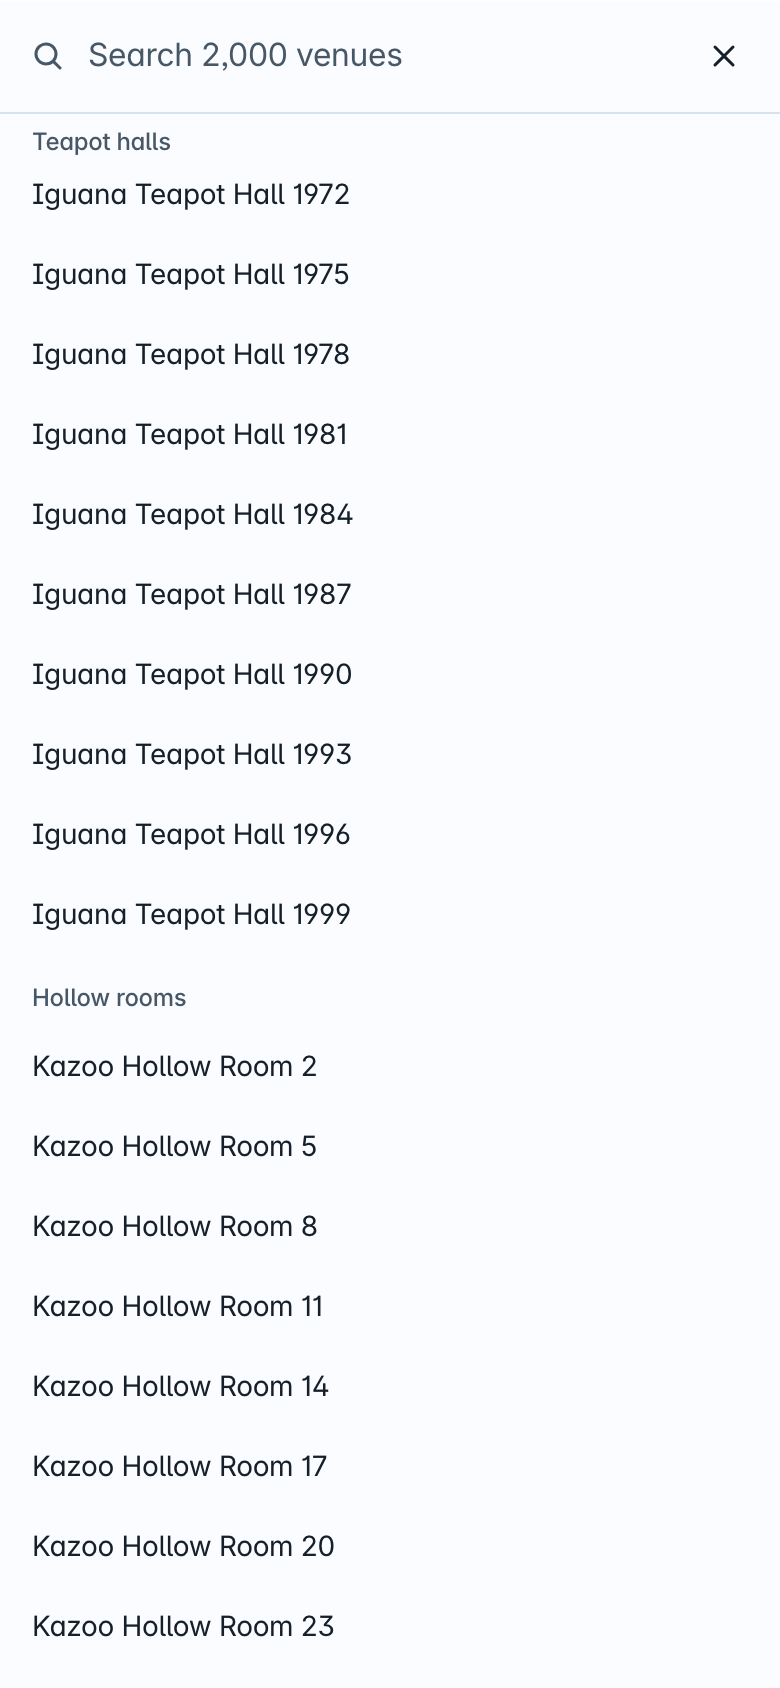 Search 2,000 venues
Teapot halls
Iguana Teapot Hall 1972
Iguana Teapot Hall 1975
Iguana Teapot Hall 1978
Iguana Teapot Hall 1981
Iguana Teapot Hall 1984
Iguana Teapot Hall 1987
Iguana Teapot Hall 1990
Iguana Teapot Hall 1993
Iguana Teapot Hall 1996
Iguana Teapot Hall 1999
Hollow rooms
Kazoo Hollow Room 2
Kazoo Hollow Room 5
Kazoo Hollow Room 8
Kazoo Hollow Room 11
Kazoo Hollow Room 14
Kazoo Hollow Room 17
Kazoo Hollow Room 20
Kazoo Hollow Room 23